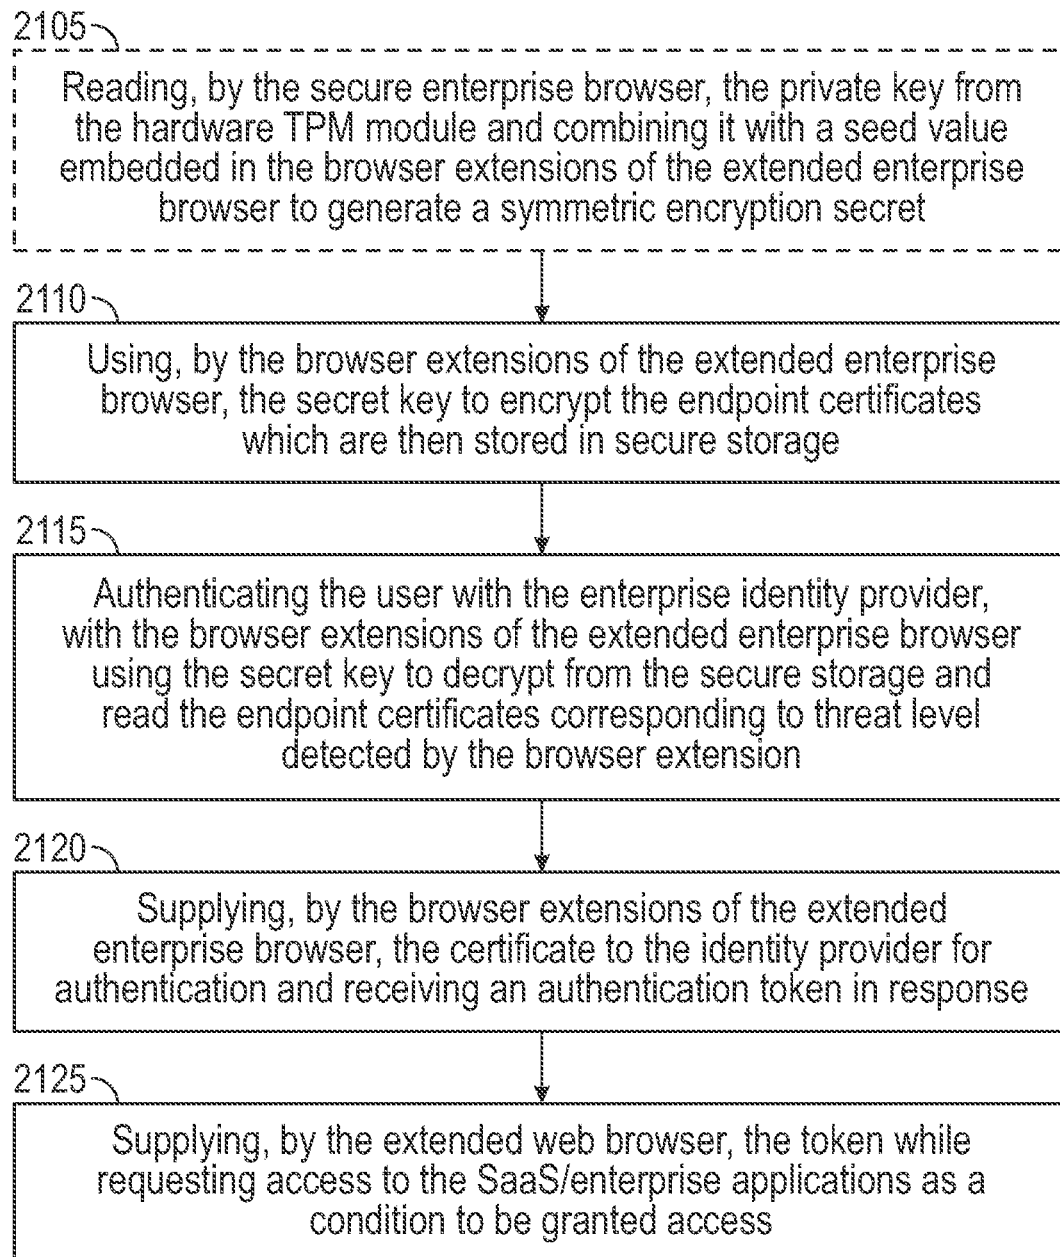 2105
Reading, by the secure enterprise browser, the private key from
the hardware TPM module and combining it with a seed value
embedded in the browser extensions of the extended enterprise
browser to generate a symmetric encryption secret
2110
Using, by the browser extensions of the extended enterprise
browser, the secret key to encrypt the endpoint certificates
which are then stored in secure storage
2115
Authenticating the user with the enterprise identity provider,
with the browser extensions of the extended enterprise browser
using the secret key to decrypt from the secure storage and
read the endpoint certificates corresponding to threat level
detected by the browser extension
2120
Supplying, by the browser extensions of the extended
enterprise browser, the certificate to the identity provider for
authentication and receiving an authentication token in response
2125
Supplying, by the extended web browser, the token while
requesting access to the SaaS/enterprise applications as a
condition to be granted access